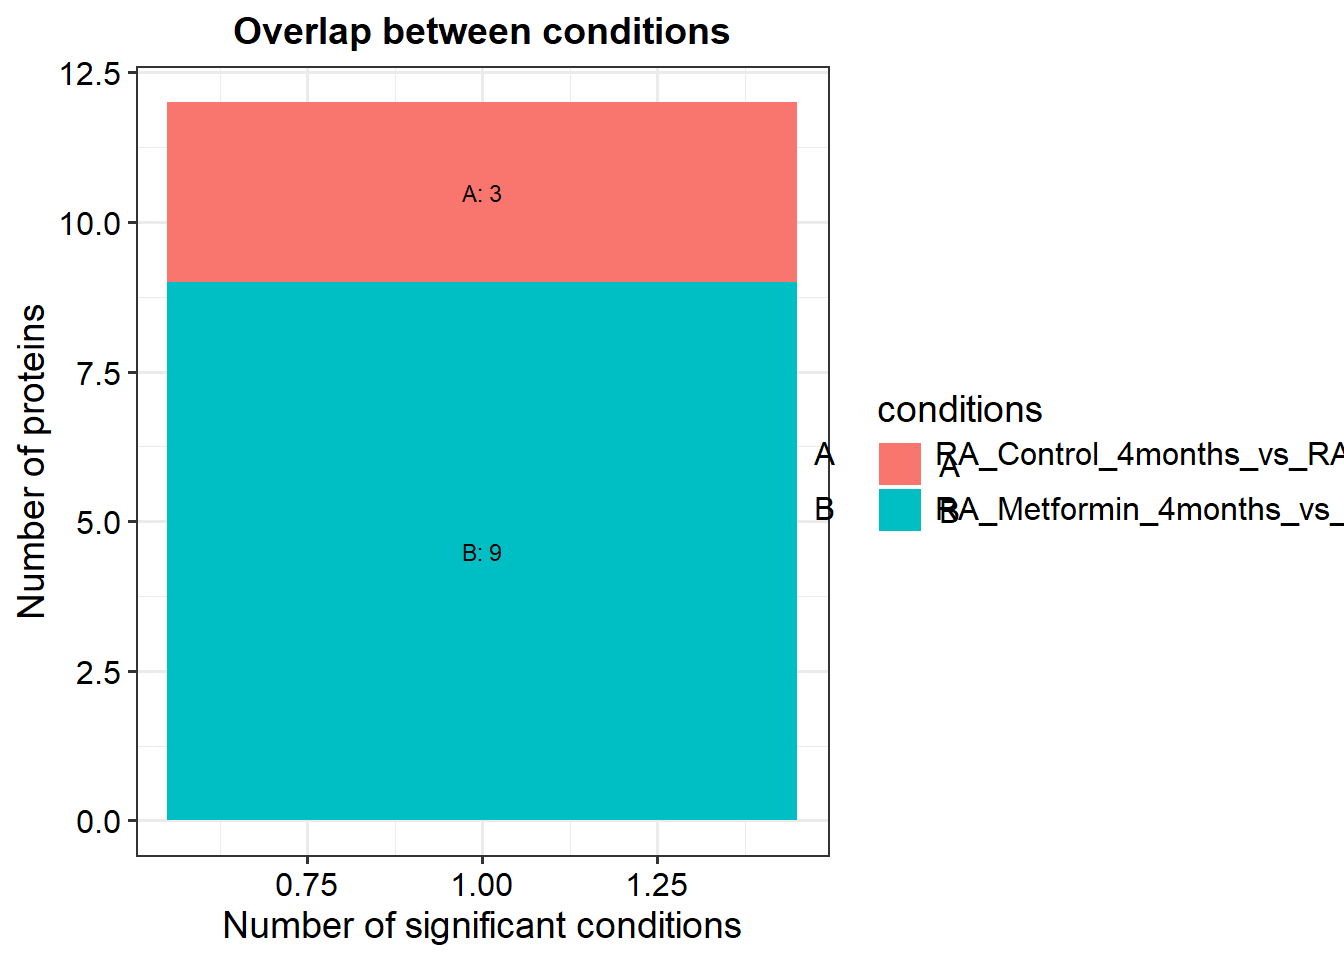 Overlap between conditions
12.5
10.0
7.5
5.0
2.5
0.0
Number of proteins
A: 3
B: 9
0.75
1.00
1.25
Number of significant conditions
conditions
A RA_Control_4months_vs_RA
A
B RA_Metformin_4months_vs_
B